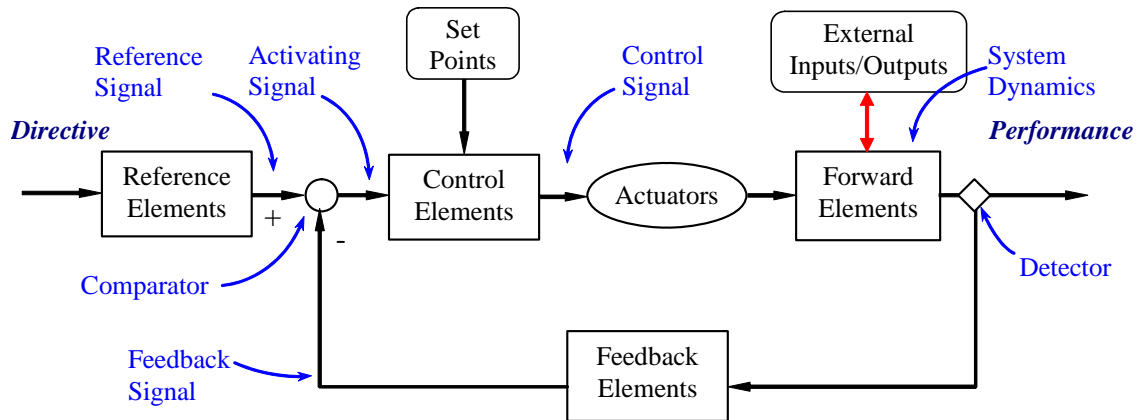 Set
Points
External
Inputs/Outputs
Reference
Signal
Activating
Signal
Control
Signal
System
Dynamics
Directive
Performance
Reference
Elements
+
-
Control
Elements
Actuators
Forward
Elements
Comparator
Detector
Feedback
Signal
Feedback
Elements